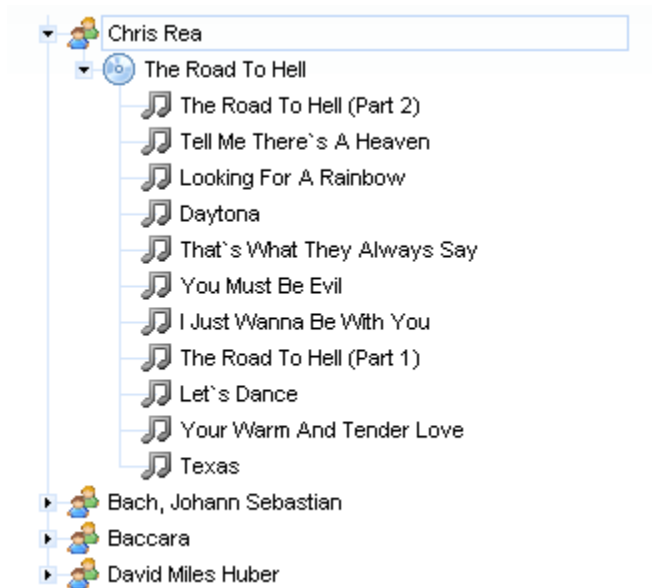 Chris Rea
The Road To Hell
The Road To Hell (Part 2)
Tell Me There`s A Heaven
Looking For A Rainbow
Daytona
That`s What They Always Say
You Must Be Evil
I Just Wanna Be With You
The Road To Hell (Part 1)
Let`s Dance
Your Warm And Tender Love
Texas
Bach, Johann Sebastian
Baccara
David Miles Huber